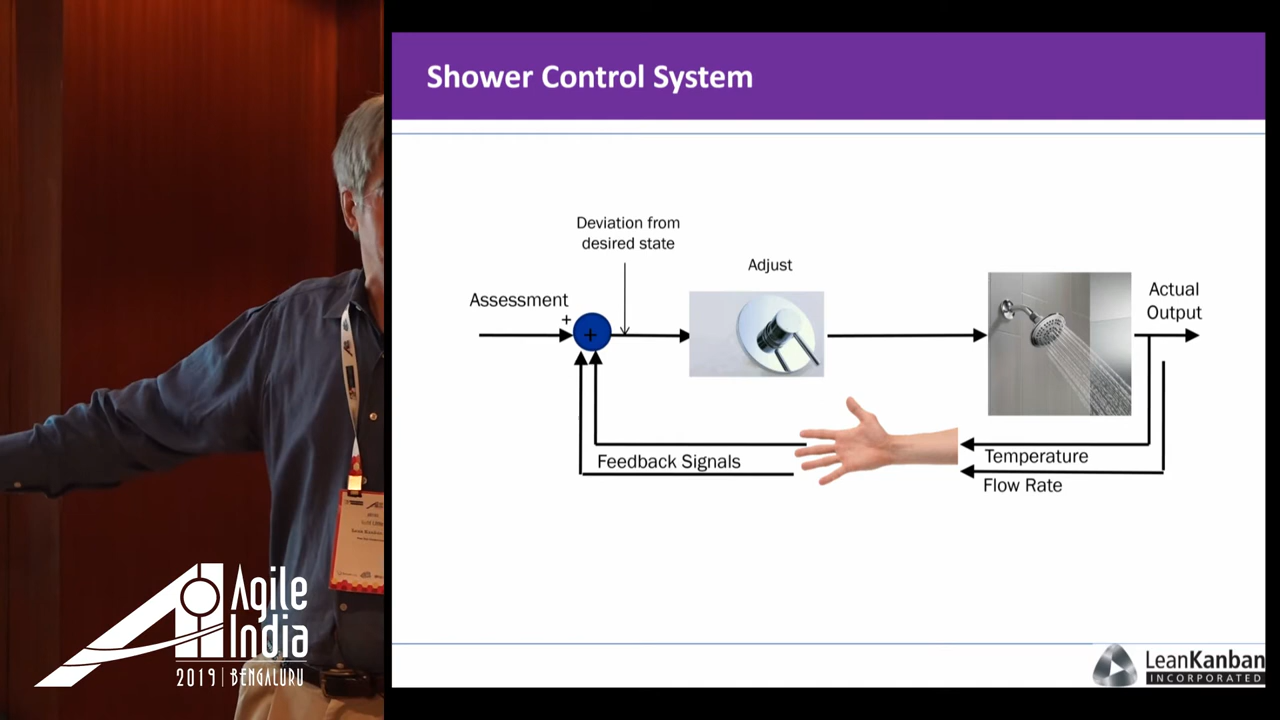 Shower Control System
Deviation from
desired state
Adjust
Assessment
+
+
Actual
Output
Temperature
Feedback Signals
Flow Rate
Agile
India
2019 | BENGALURU
LeanKanban
INCORPORATED